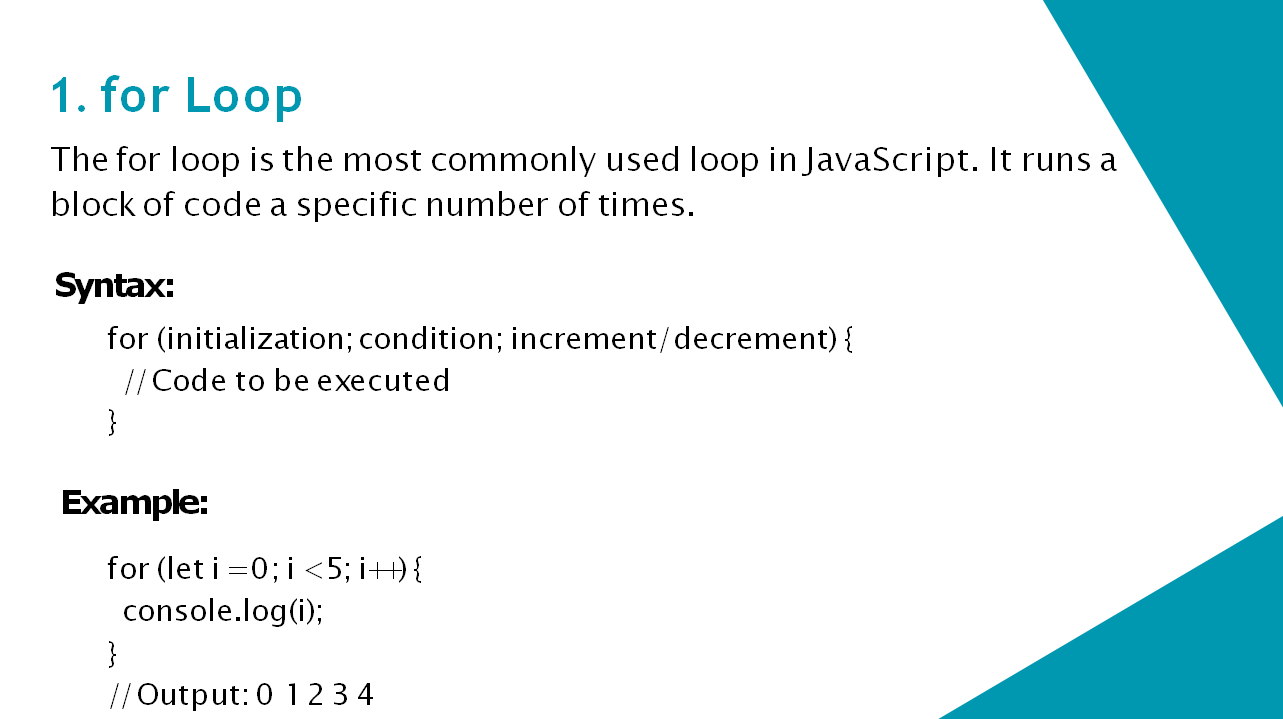 1. for Loop
The for loop is the most commonly used loop in JavaScript. It runs a
block of code a specific number of times.
Syntax:
for (initialization; condition; increment/decrement) {
// Code to be executed
}
Example:
for (let i = 0; i < 5; i++) {
console.log(i);
}
// Output: 0 1 2 3 4